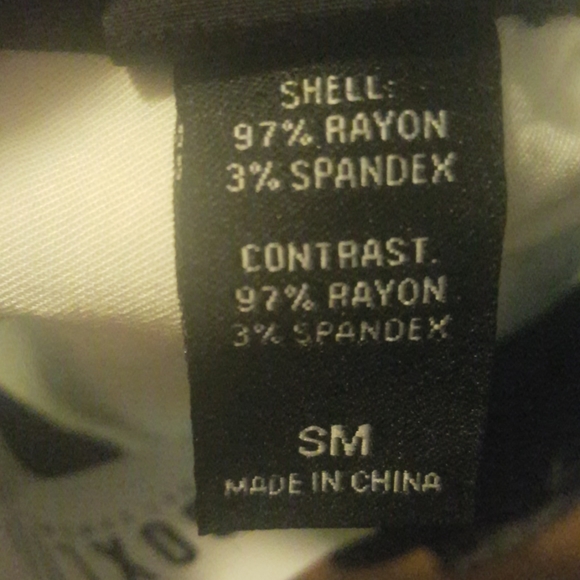 SHELL:
97% RAYON
3% SPANDEX
CONTRAST.
97% RAYON
3% SPANDEX
SM
MADE IN CHINA